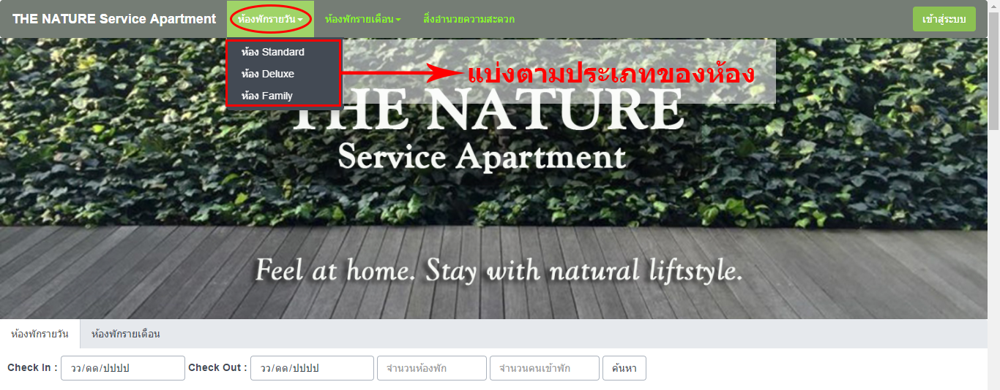 THE NATURE Service Apartment ห้องพักรายวัน ห้องพักรายเดือน สิ่งอำนวยความสะดวก เข้าสู่ระบบ
ห้อง Standard
ห้อง Deluxe
ห้อง Family
แบ่งตามประเภทของห้อง
THE NATURE
Service Apartment
Feel at home. Stay with natural liftstyle.
ห้องพักรายวัน ห้องพักรายเดือน
Check In : วว/ดด/ปปปป Check Out : วว/ดด/ปปปป จำนวนห้องพัก จำนวนคนเข้าพัก ค้นหา